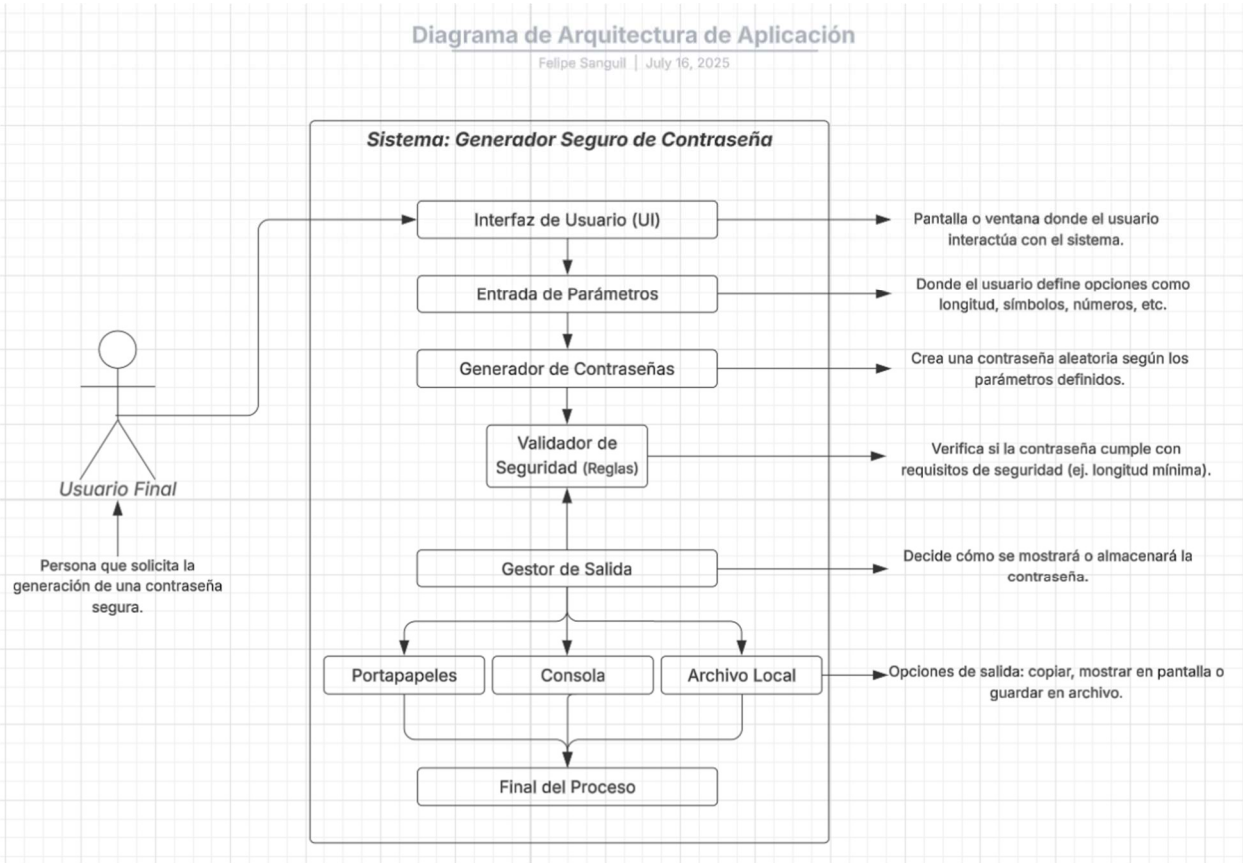 Diagrama de Arquitectura de Aplicación
Felipe Sanguil | July 16, 2025
Sistema: Generador Seguro de Contraseña
Interfaz de Usuario (UI)
Pantalla o ventana donde el usuario
interactúa con el sistema.
Entrada de Parámetros
Donde el usuario define opciones como
longitud, símbolos, números, etc.
Generador de Contraseñas
Crea una contraseña aleatoria según los
parámetros definidos.
Validador de
Seguridad (Reglas)
Verifica si la contraseña cumple con
requisitos de seguridad (ej. longitud mínima).
Usuario Final
Persona que solicita la
generación de una contraseña
segura.
Gestor de Salida
Decide cómo se mostrará o almacenará la
contraseña.
Portapapeles
Consola
Archivo Local
Opciones de salida: copiar, mostrar en pantalla o
guardar en archivo.
Final del Proceso